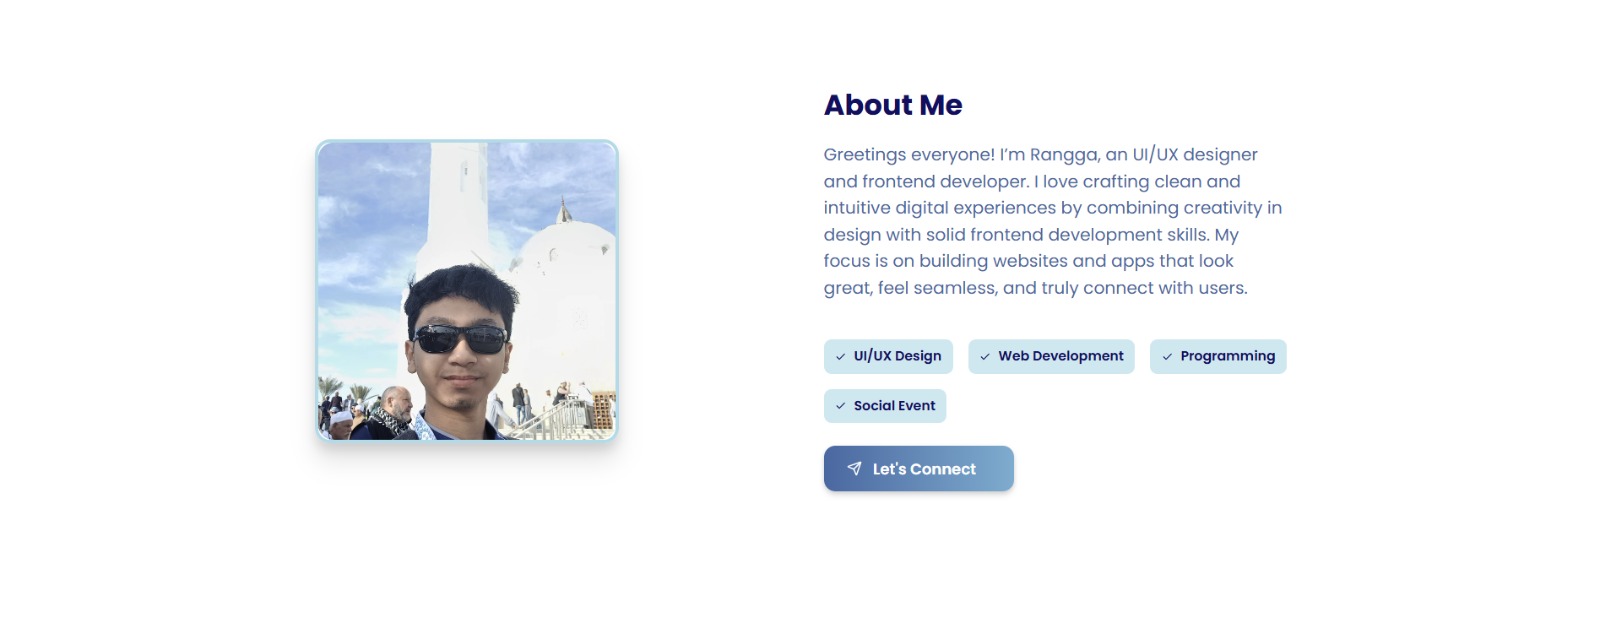 About Me
Greetings everyone! I’m Rangga, an UI/UX designer
and frontend developer. I love crafting clean and
intuitive digital experiences by combining creativity in
design with solid frontend development skills. My
focus is on building websites and apps that look
great, feel seamless, and truly connect with users.
UI/UX Design
Web Development
Programming
Social Event
Let's Connect